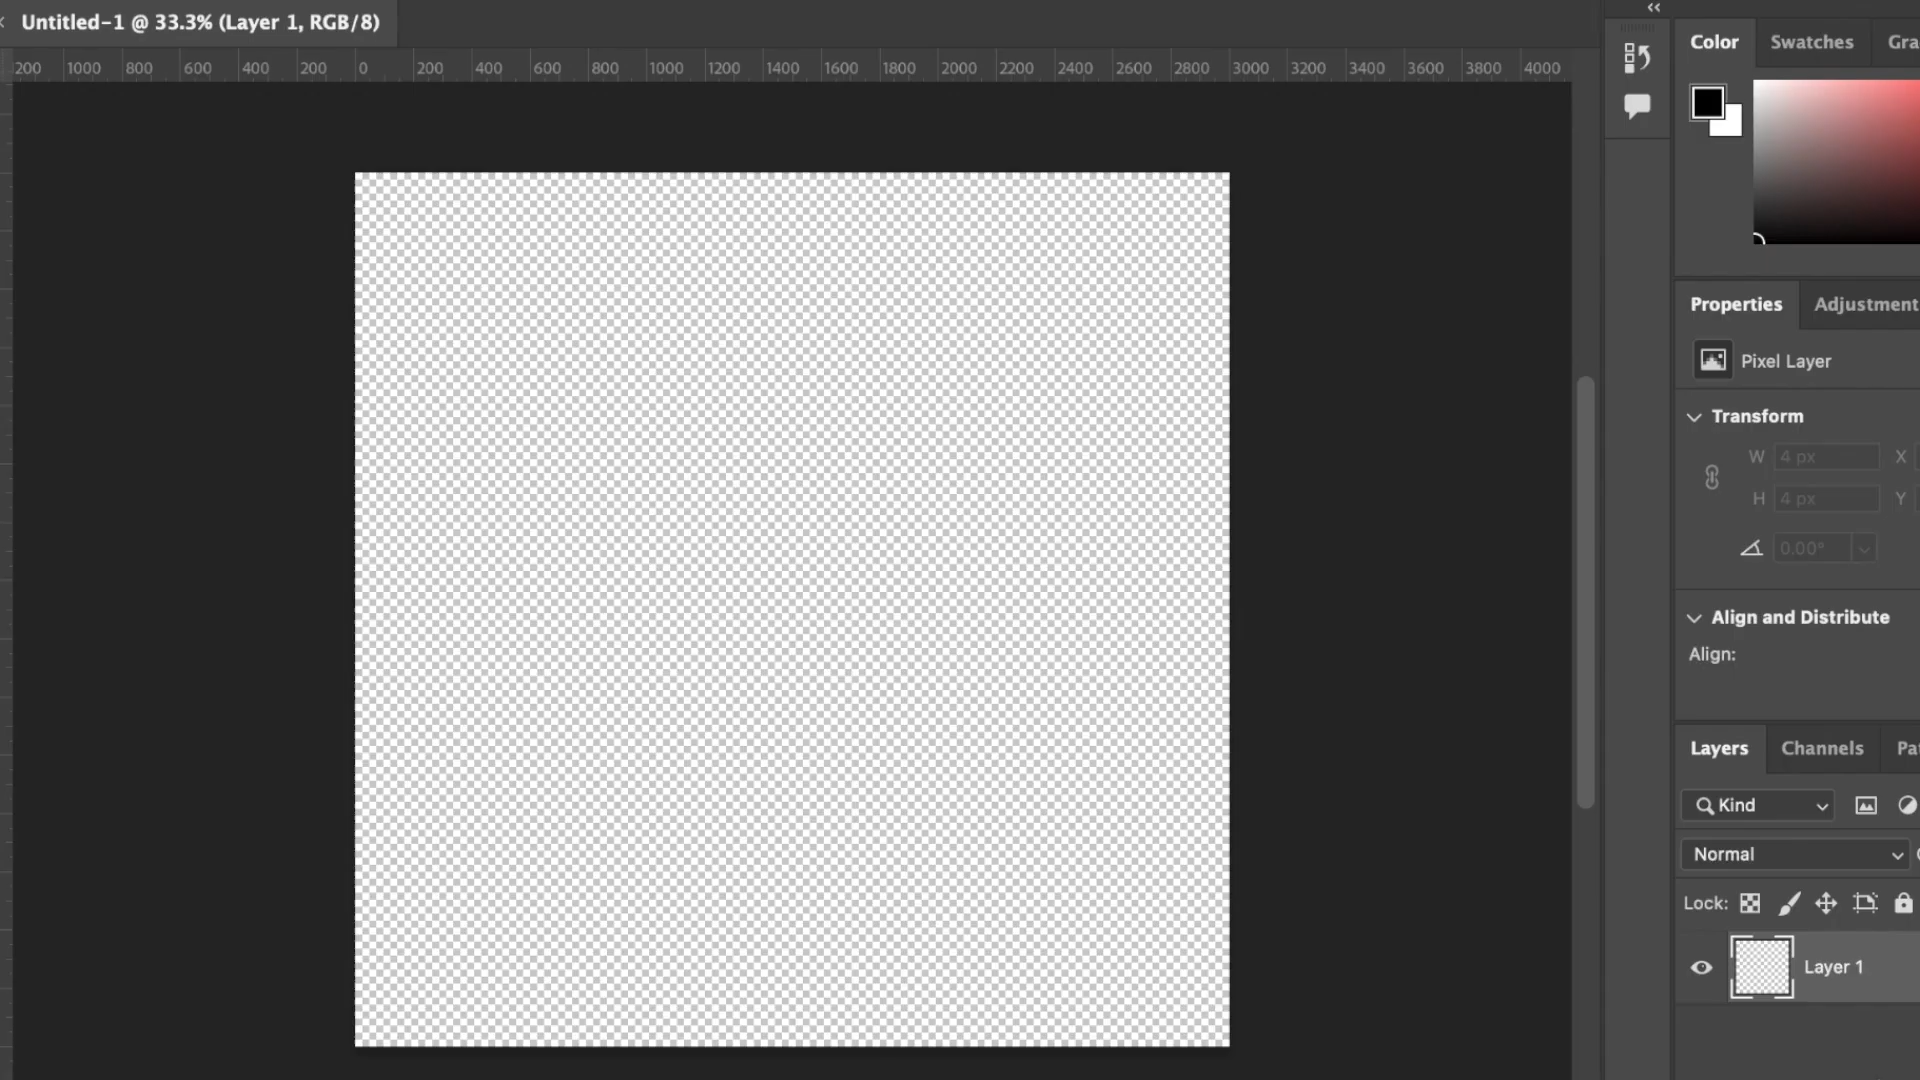 Untitled-1 @ 33.3% (Layer 1, RGB/8)
200 1000 800 600 400 200 0 200 400 600 800 1000 1200 1400 1600 1800 2000 2200 2400 2600 2800 3000 3200 3400 3600 3800 4000
Color Swatches Gra
Properties Adjustment
Pixel Layer
Transform
W 4 px X
H 4 px Y
0.00°
Align and Distribute
Align:
Layers Channels Pa
Kind
Normal
Lock:
Layer 1